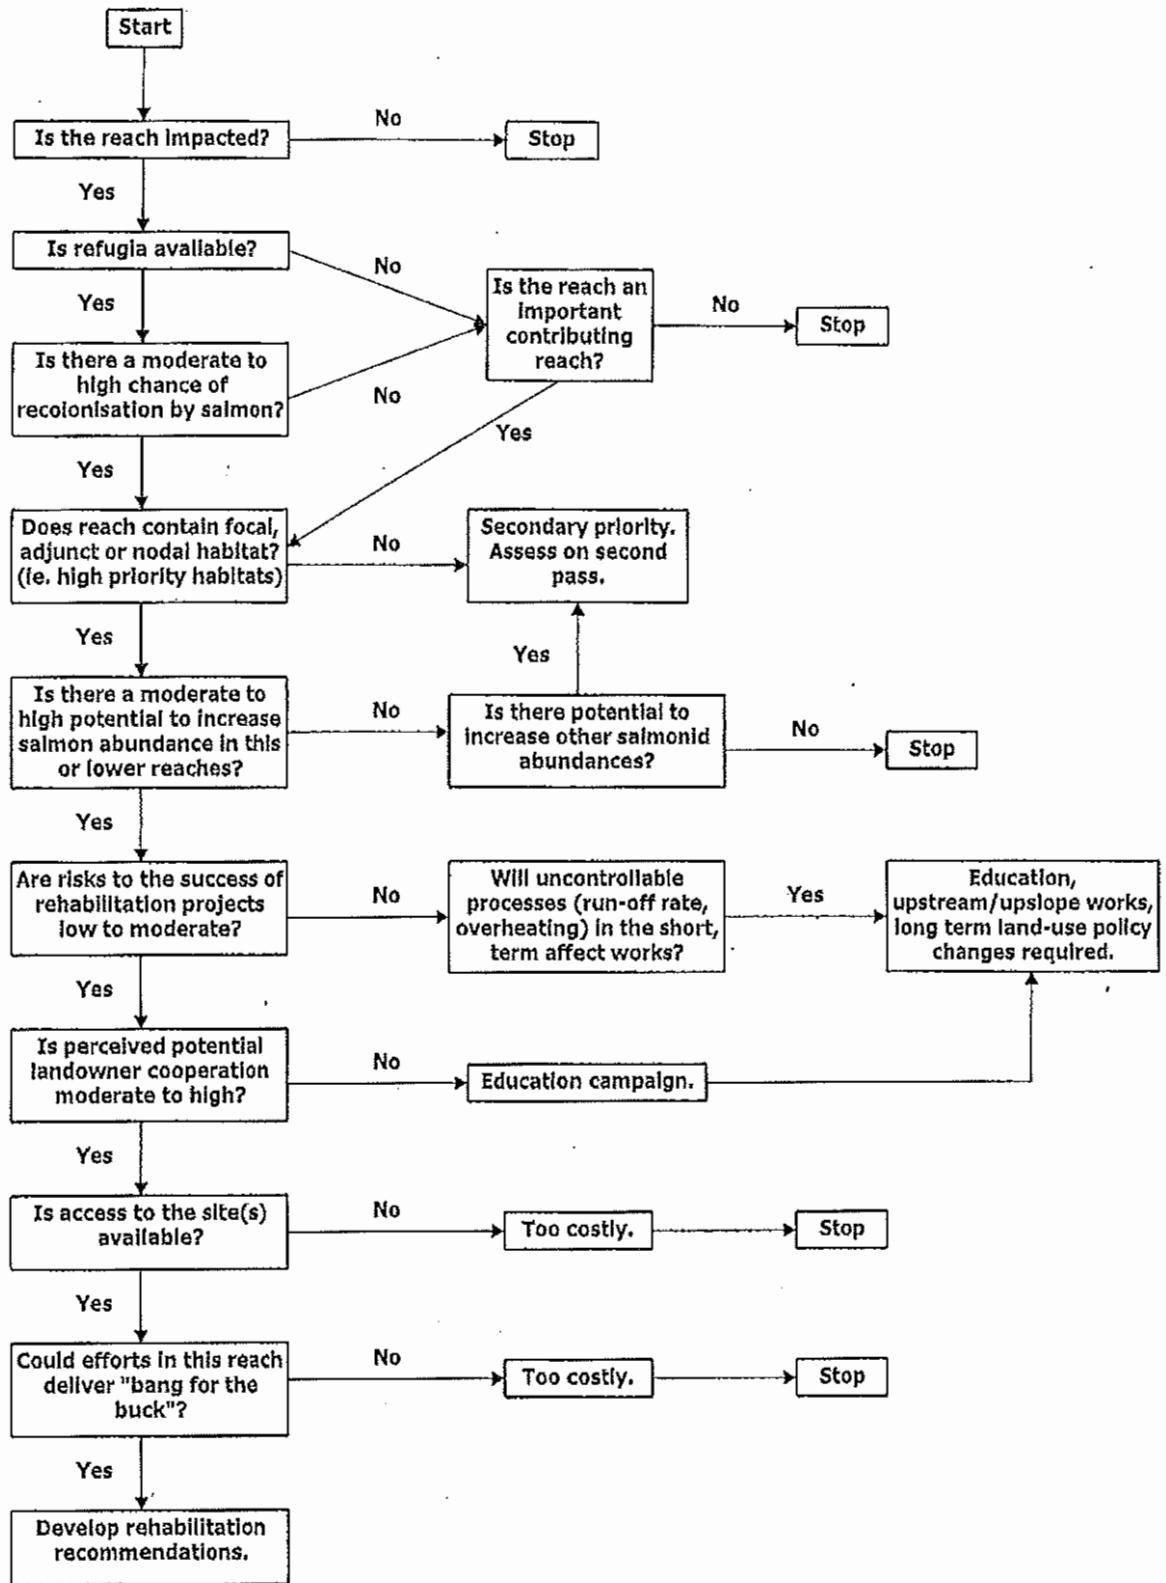 Start
Is the reach impacted?
No
Stop
Yes
Is refugia available?
No
Yes
Is the reach an
important
contributing
reach?
No
Stop
Is there a moderate to
high chance of
recolonisation by salmon?
No
Yes
Yes
Does reach contain focal,
adjunct or nodal habitat?
(ie. high priority habitats)
No
Secondary priority.
Assess on second
pass.
Yes
Yes
Is there a moderate to
high potential to increase
salmon abundance in this
or lower reaches?
No
Is there potential to
increase other salmonid
abundances?
No
Stop
Yes
Are risks to the success of
rehabilitation projects
low to moderate?
No
Will uncontrollable
processes (run-off rate,
overheating) in the short,
term affect works?
Yes
Education,
upstream/upslope works,
long term land-use policy
changes required.
Yes
Is perceived potential
landowner cooperation
moderate to high?
No
Education campaign.
Yes
Is access to the site(s)
available?
No
Too costly.
Stop
Yes
Could efforts in this reach
deliver "bang for the
buck"?
No
Too costly.
Stop
Yes
Develop rehabilitation
recommendations.